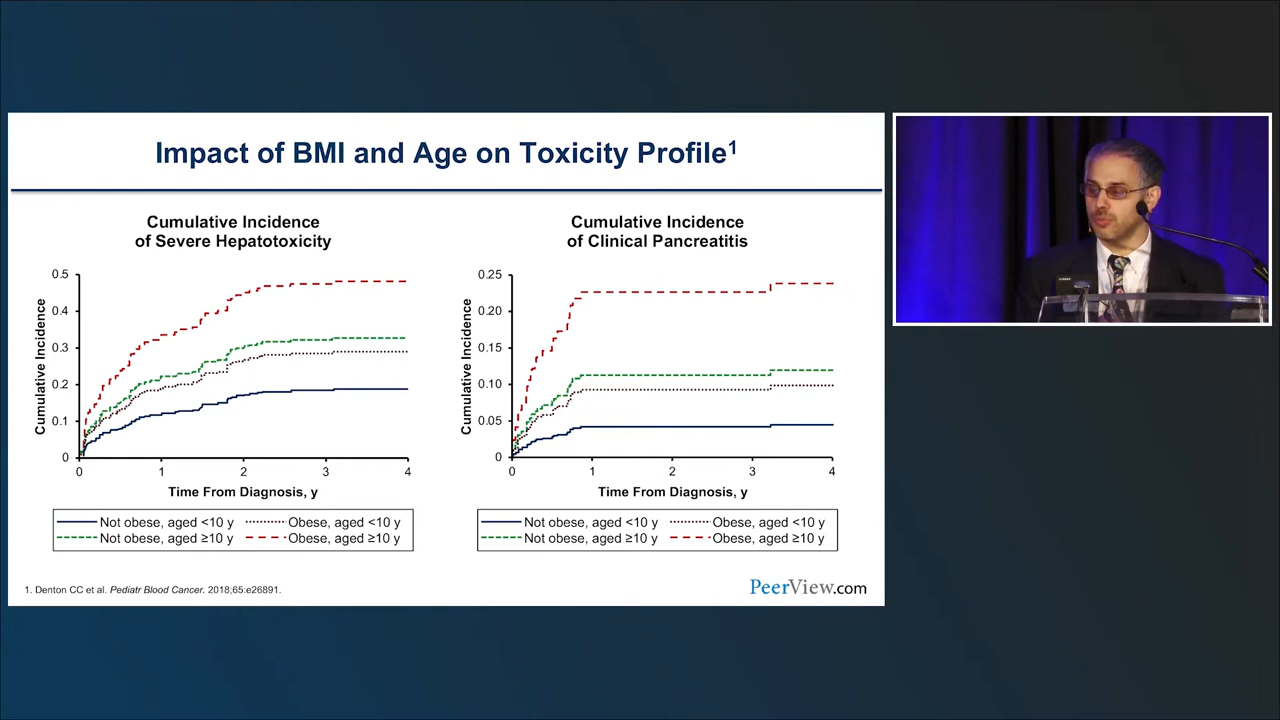 Impact of BMI and Age on Toxicity Profile1
Cumulative Incidence
of Severe Hepatotoxicity
0.5
0.4
0.3
0.2
0.1
0
Cumulative Incidence
0
1
2
3
4
Time From Diagnosis, y
Not obese, aged <10 y
Obese, aged <10 y
Not obese, aged ≥10 y
Obese, aged ≥10 y
Cumulative Incidence
of Clinical Pancreatitis
0.25
0.20
0.15
0.10
0.05
0
Cumulative Incidence
0
1
2
3
4
Time From Diagnosis, y
Not obese, aged <10 y
Obese, aged <10 y
Not obese, aged ≥10 y
Obese, aged ≥10 y
1. Denton CC et al. Pediatr Blood Cancer. 2018;65:e26891.
PeerView.com